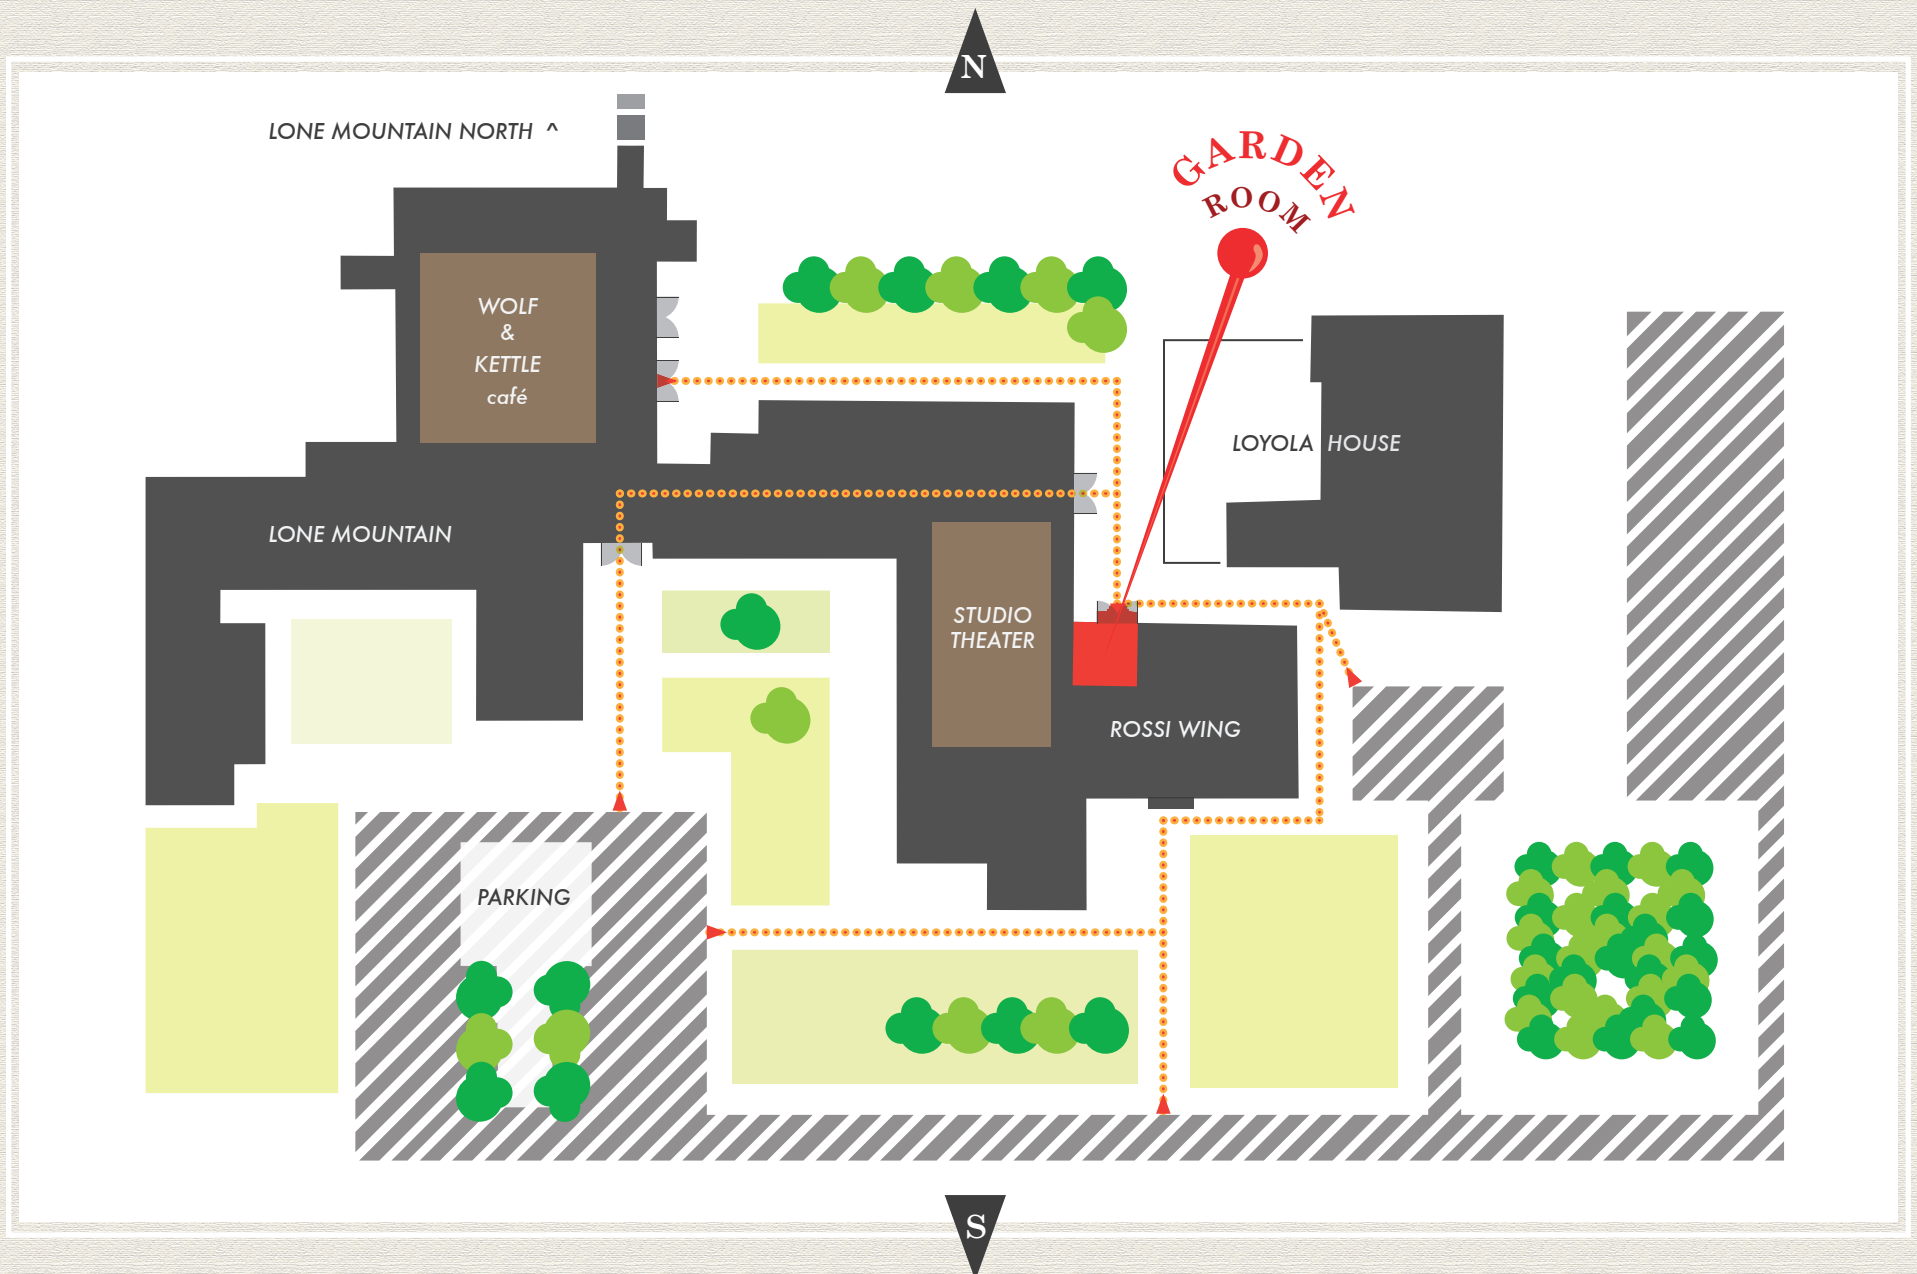 N
LONE MOUNTAIN NORTH ^
GARDEN
ROOM
WOLF
&
KETTLE
café
LOYOLA HOUSE
LONE MOUNTAIN
STUDIO
THEATER
ROSSI WING
PARKING
S